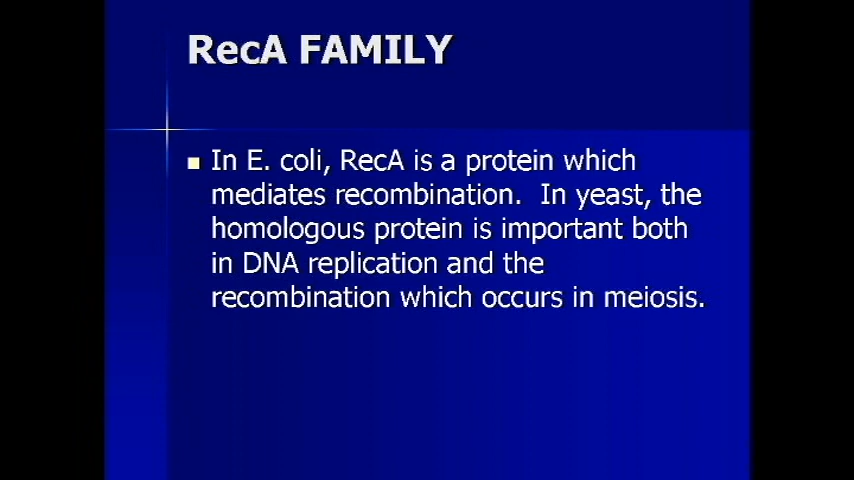 RecA FAMILY
In E. coli, RecA is a protein which
mediates recombination.  In yeast, the
homologous protein is important both
in DNA replication and the
recombination which occurs in meiosis.